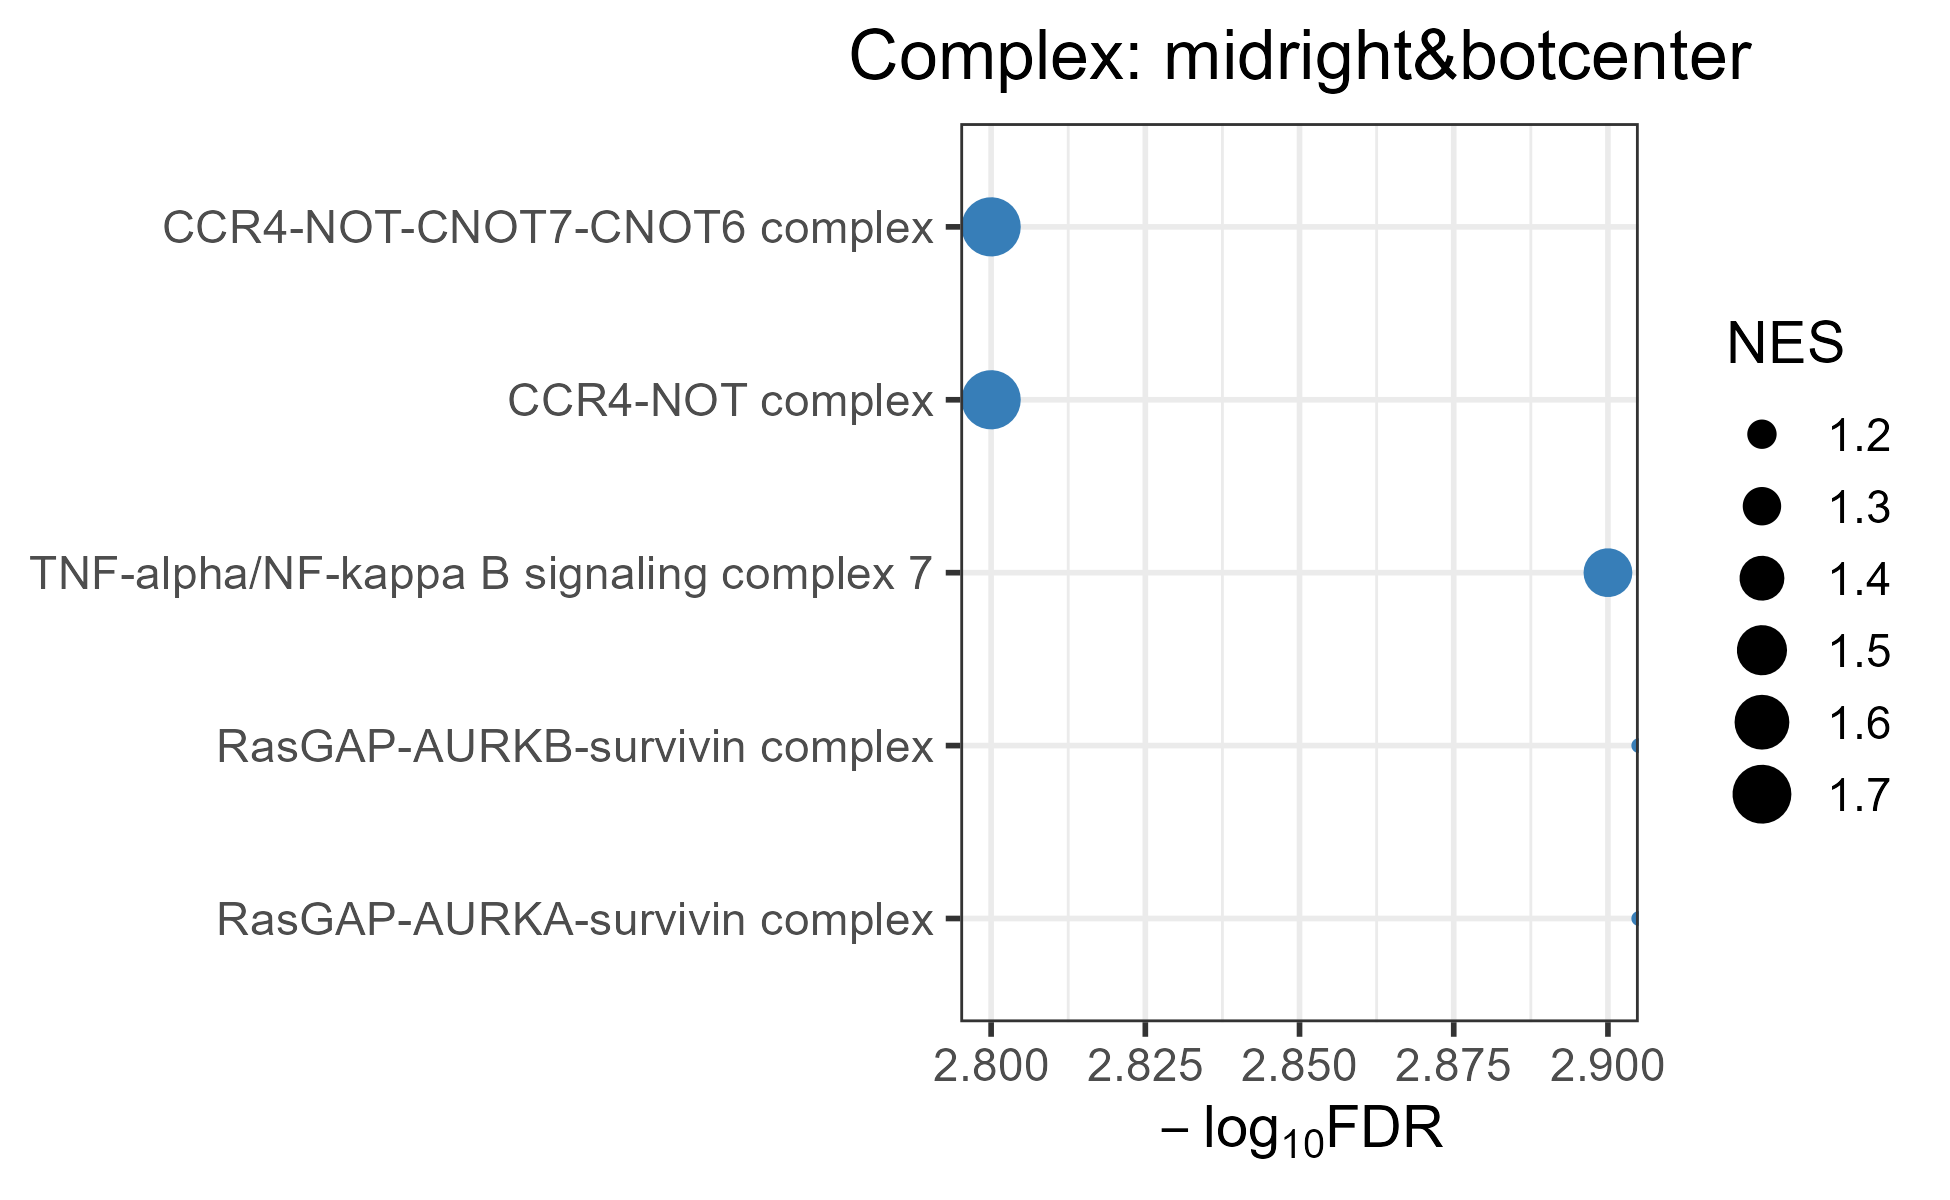 Complex: midright&botcenter
CCR4-NOT-CNOT7-CNOT6 complex
CCR4-NOT complex
TNF-alpha/NF-kappa B signaling complex 7
RasGAP-AURKB-survivin complex
RasGAP-AURKA-survivin complex
2.800 2.825 2.850 2.875 2.900
− log₁₀FDR
NES
1.2
1.3
1.4
1.5
1.6
1.7